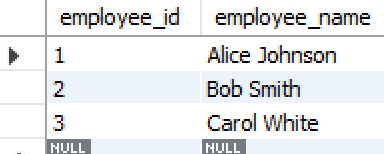 employee_id employee_name
1 Alice Johnson
2 Bob Smith
3 Carol White
NULL NULL